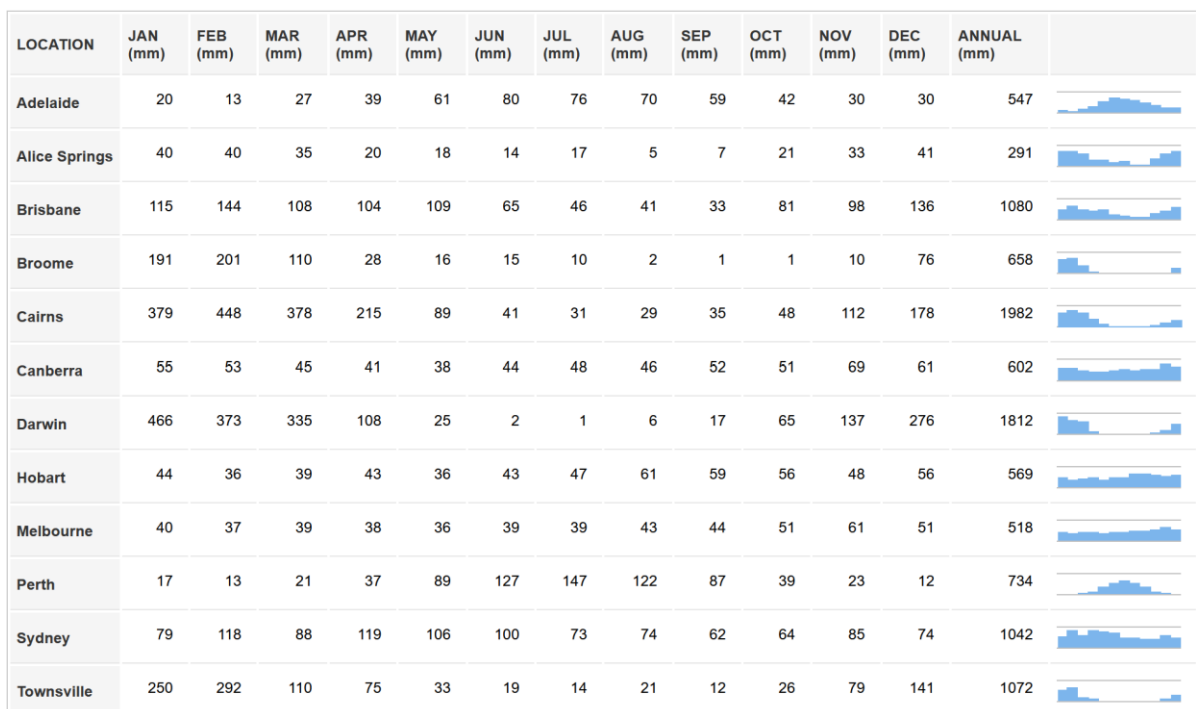 LOCATION JAN (mm) FEB (mm) MAR (mm) APR (mm) MAY (mm) JUN (mm) JUL (mm) AUG (mm) SEP (mm) OCT (mm) NOV (mm) DEC (mm) ANNUAL (mm)
Adelaide 20 13 27 39 61 80 76 70 59 42 30 30 547
Alice Springs 40 40 35 20 18 14 17 5 7 21 33 41 291
Brisbane 115 144 108 104 109 65 46 41 33 81 98 136 1080
Broome 191 201 110 28 16 15 10 2 1 1 10 76 658
Cairns 379 448 378 215 89 41 31 29 35 48 112 178 1982
Canberra 55 53 45 41 38 44 48 46 52 51 69 61 602
Darwin 466 373 335 108 25 2 1 6 17 65 137 276 1812
Hobart 44 36 39 43 36 43 47 61 59 56 48 56 569
Melbourne 40 37 39 38 36 39 39 43 44 51 61 51 518
Perth 17 13 21 37 89 127 147 122 87 39 23 12 734
Sydney 79 118 88 119 106 100 73 74 62 64 85 74 1042
Townsville 250 292 110 75 33 19 14 21 12 26 79 141 1072